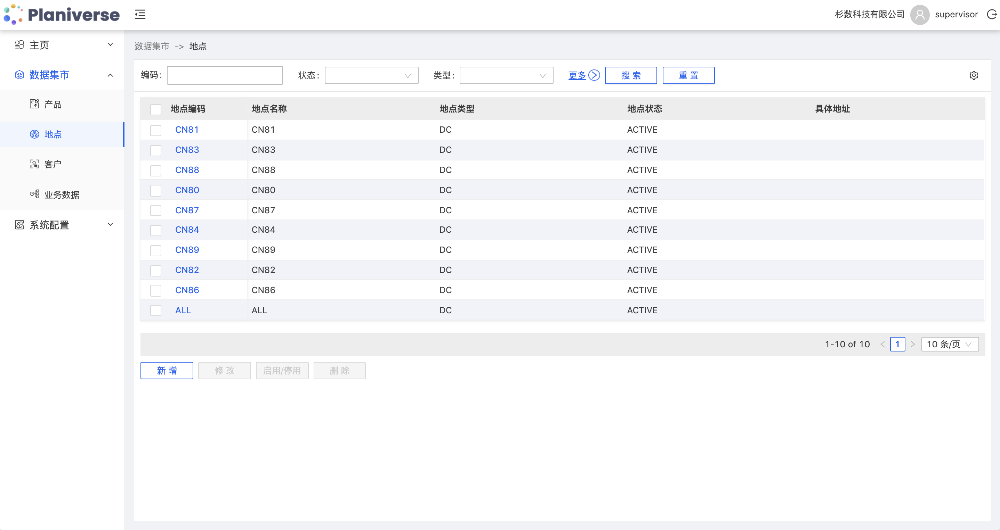 Planiverse
杉数科技有限公司 supervisor
主页
数据集市
产品
地点
客户
业务数据
系统配置
数据集市 -> 地点
编码: 状态: 类型: 更多 搜 索 重 置
地点编码 地点名称 地点类型 地点状态 具体地址
CN81 CN81 DC ACTIVE
CN83 CN83 DC ACTIVE
CN88 CN88 DC ACTIVE
CN80 CN80 DC ACTIVE
CN87 CN87 DC ACTIVE
CN84 CN84 DC ACTIVE
CN89 CN89 DC ACTIVE
CN82 CN82 DC ACTIVE
CN86 CN86 DC ACTIVE
ALL ALL DC ACTIVE
1-10 of 10 < 1 > 10 条/页
新 增 修 改 启用/停用 删 除